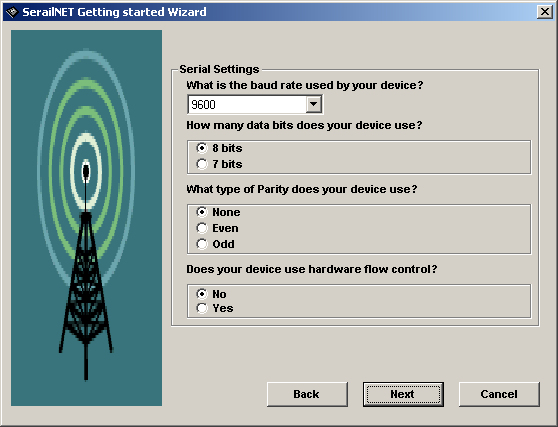 SerailNET Getting started Wizard
Serial Settings
What is the baud rate used by your device?
9600
How many data bits does your device use?
8 bits
7 bits
What type of Parity does your device use?
None
Even
Odd
Does your device use hardware flow control?
No
Yes
Back
Next
Cancel